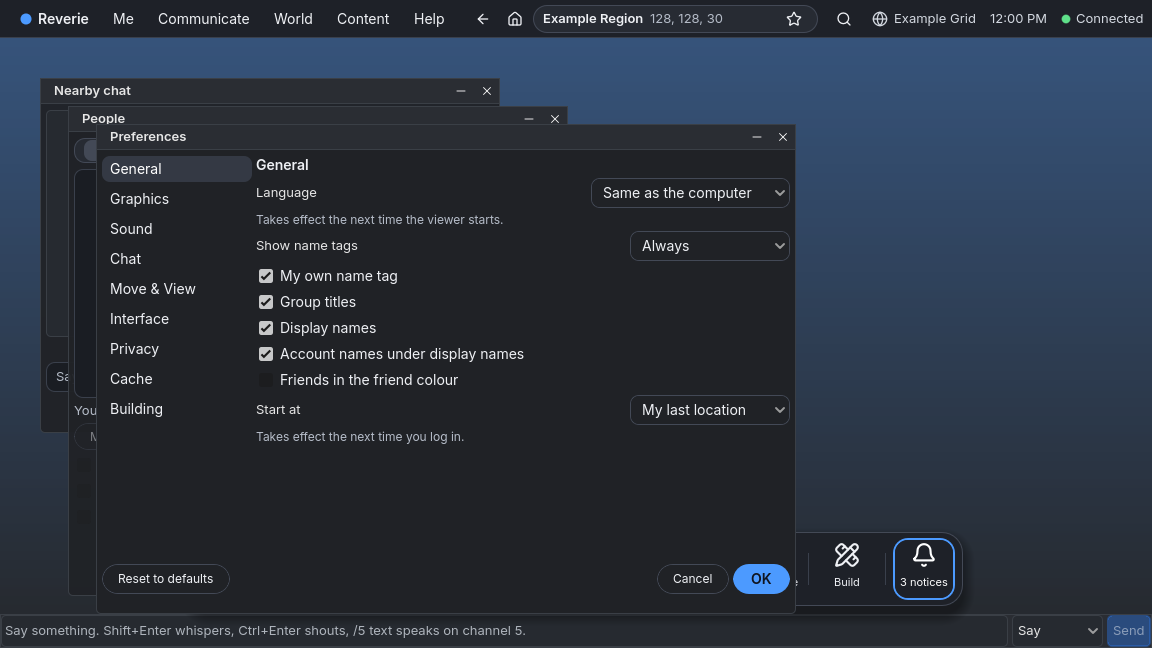 Reverie Me Communicate World Content Help Example Region 128, 128, 30 Example Grid 12:00 PM Connected
Nearby chat
People
Preferences
General
Graphics
Sound
Chat
Move & View
Interface
Privacy
Cache
Building
General
Language Same as the computer
Takes effect the next time the viewer starts.
Show name tags Always
My own name tag
Group titles
Display names
Account names under display names
Friends in the friend colour
Start at My last location
Takes effect the next time you log in.
Reset to defaults Cancel OK
You
Build 3 notices
Say something. Shift+Enter whispers, Ctrl+Enter shouts, /5 text speaks on channel 5. Say Send